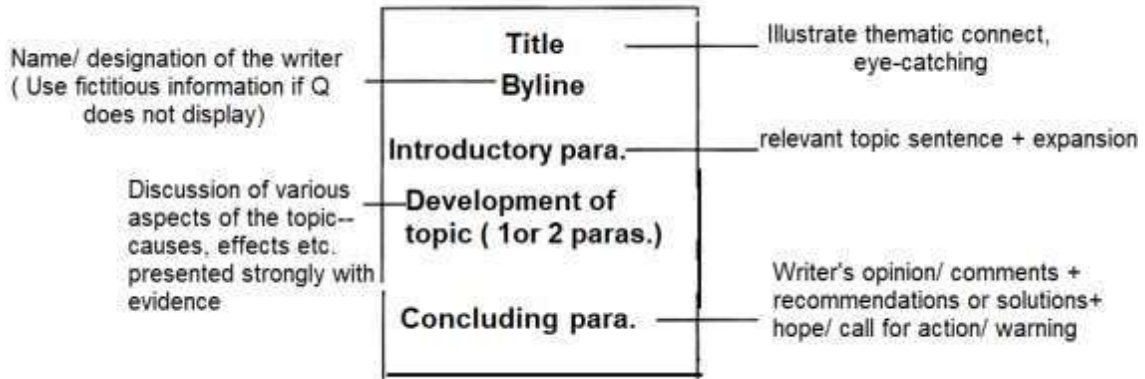 Title
Illustrate thematic connect,
eye-catching
Name/ designation of the writer
( Use fictitious information if Q
does not display)
Byline
Introductory para.
relevant topic sentence + expansion
Discussion of various
aspects of the topic--
causes, effects etc.
presented strongly with
evidence
Development of
topic ( 1or 2 paras.)
Concluding para.
Writer's opinion/ comments +
recommendations or solutions+
hope/ call for action/ warning